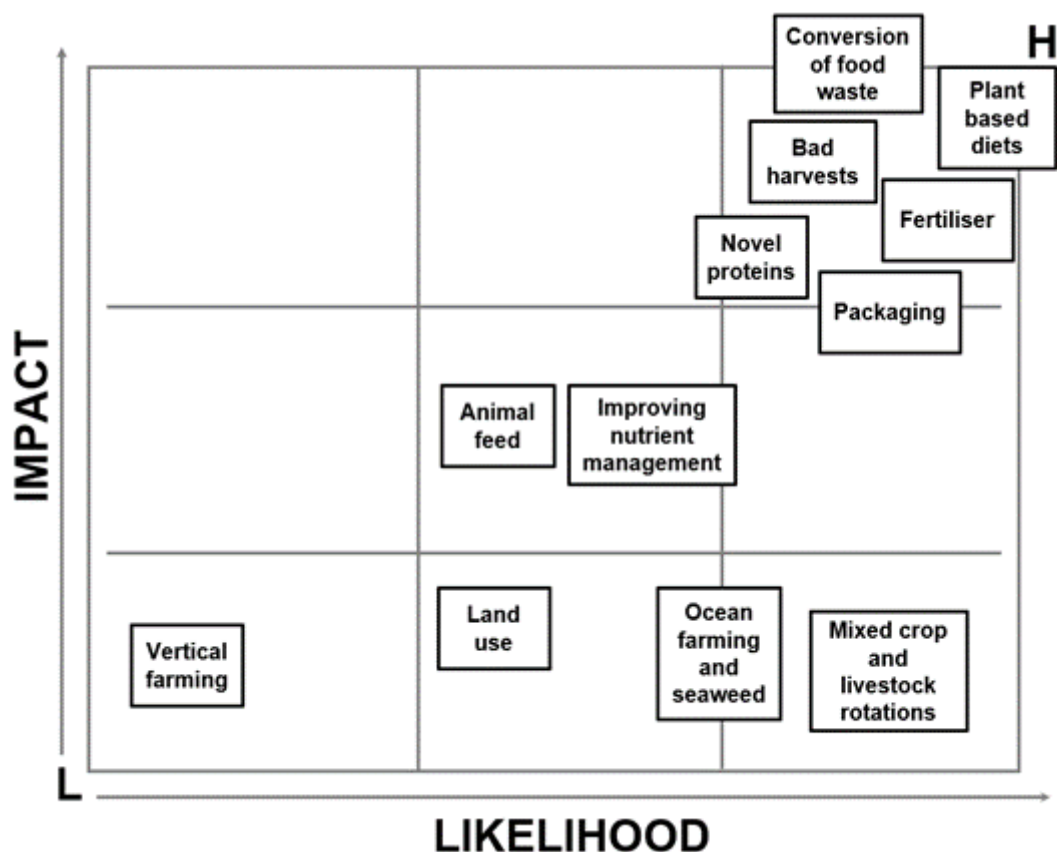 H
Conversion
of food
waste
Plant
based
diets
Bad
harvests
Fertiliser
Novel
proteins
Packaging
IMPACT
Animal
feed
Improving
nutrient
management
Land
use
Ocean
farming
and
seaweed
Mixed crop
and
livestock
rotations
Vertical
farming
L
LIKELIHOOD